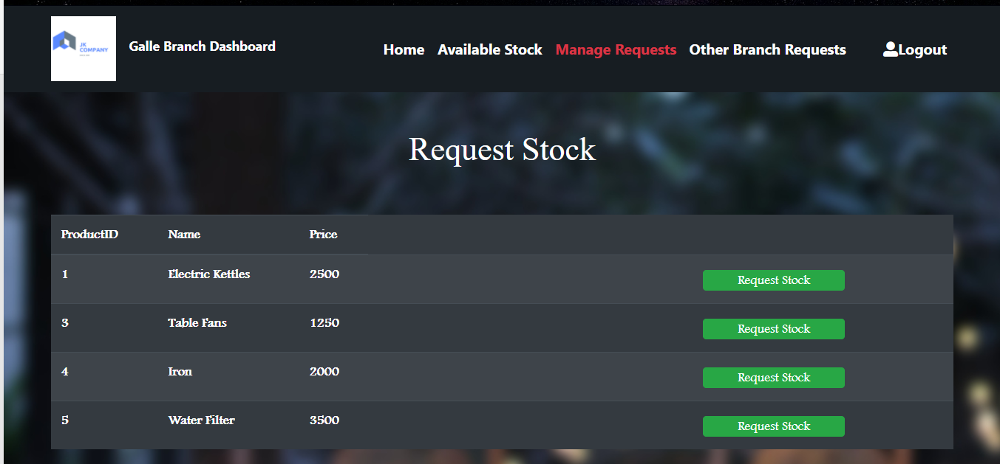 JK
COMPANY
Galle Branch Dashboard
Home Available Stock Manage Requests Other Branch Requests Logout
Request Stock
ProductID Name Price
1 Electric Kettles 2500 Request Stock
3 Table Fans 1250 Request Stock
4 Iron 2000 Request Stock
5 Water Filter 3500 Request Stock